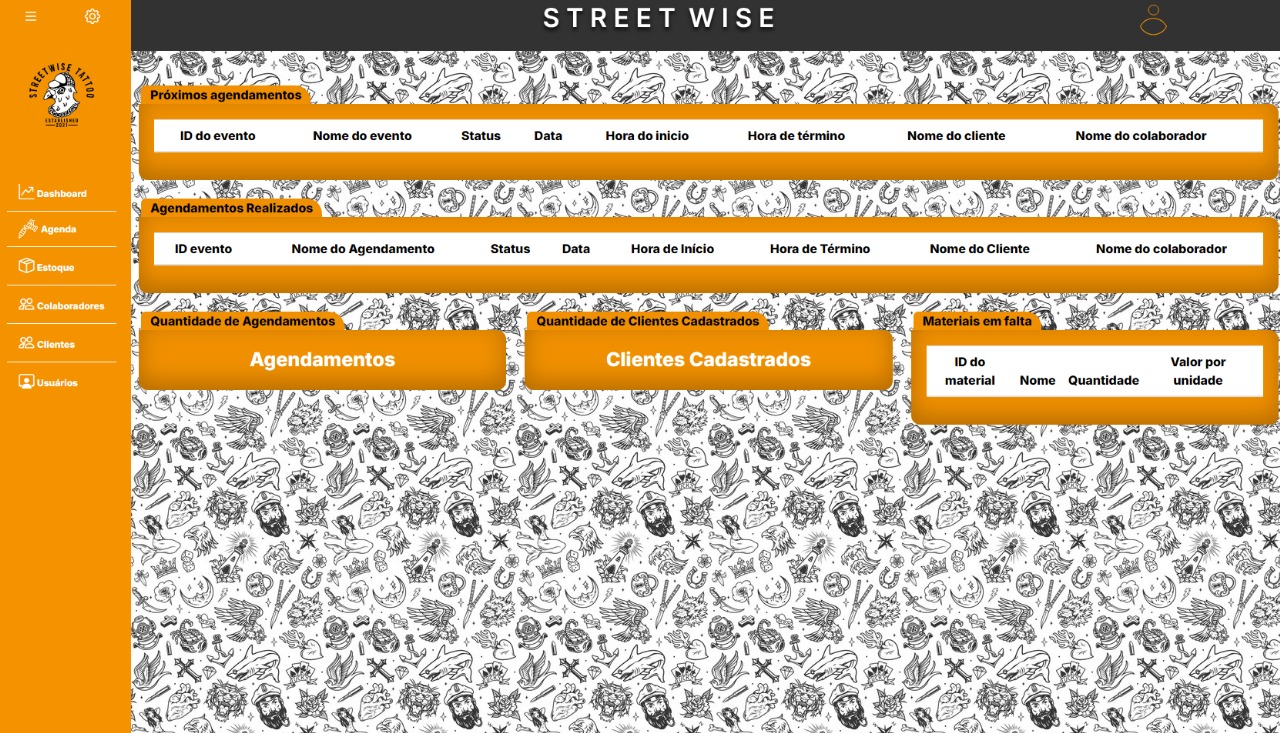 STREET WISE
STREETWISE TATTOO
ESTABLISHED
2021
Dashboard
Agenda
Estoque
Colaboradores
Clientes
Usuários
Próximos agendamentos
ID do evento Nome do evento Status Data Hora do inicio Hora de término Nome do cliente Nome do colaborador
Agendamentos Realizados
ID evento Nome do Agendamento Status Data Hora de Início Hora de Término Nome do Cliente Nome do colaborador
Quantidade de Agendamentos
Agendamentos
Quantidade de Clientes Cadastrados
Clientes Cadastrados
Materiais em falta
ID do material Nome Quantidade Valor por unidade